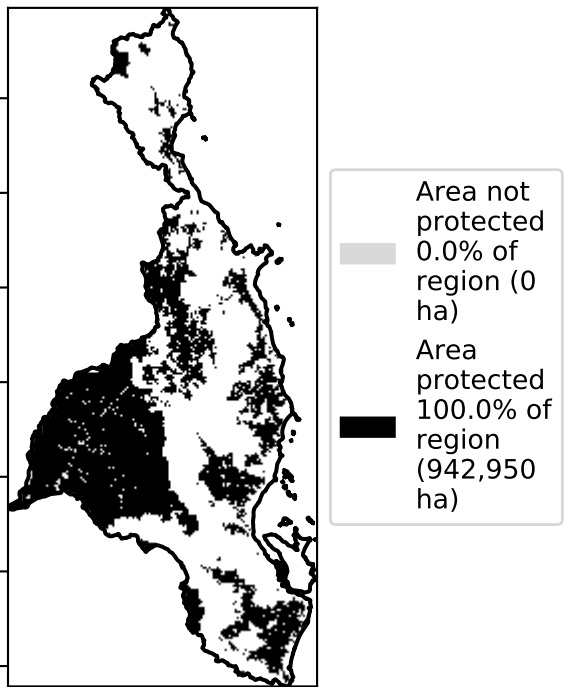 Area not
protected
0.0% of
region (0
ha)
Area
protected
100.0% of
region
(942,950
ha)